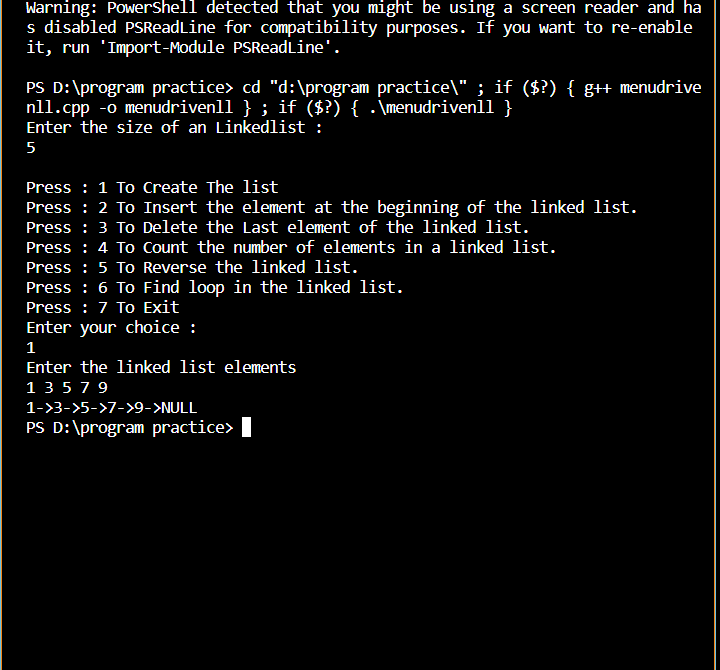 Warning: PowerShell detected that you might be using a screen reader and ha
s disabled PSReadLine for compatibility purposes. If you want to re-enable
it, run 'Import-Module PSReadLine'.
PS D:\program practice> cd "d:\program practice\" ; if ($?) { g++ menudrive
nll.cpp -o menudrivenll } ; if ($?) { .\menudrivenll }
Enter the size of an Linkedlist :
5
Press : 1 To Create The list
Press : 2 To Insert the element at the beginning of the linked list.
Press : 3 To Delete the Last element of the linked list.
Press : 4 To Count the number of elements in a linked list.
Press : 5 To Reverse the linked list.
Press : 6 To Find loop in the linked list.
Press : 7 To Exit
Enter your choice :
1
Enter the linked list elements
1 3 5 7 9
1->3->5->7->9->NULL
PS D:\program practice>